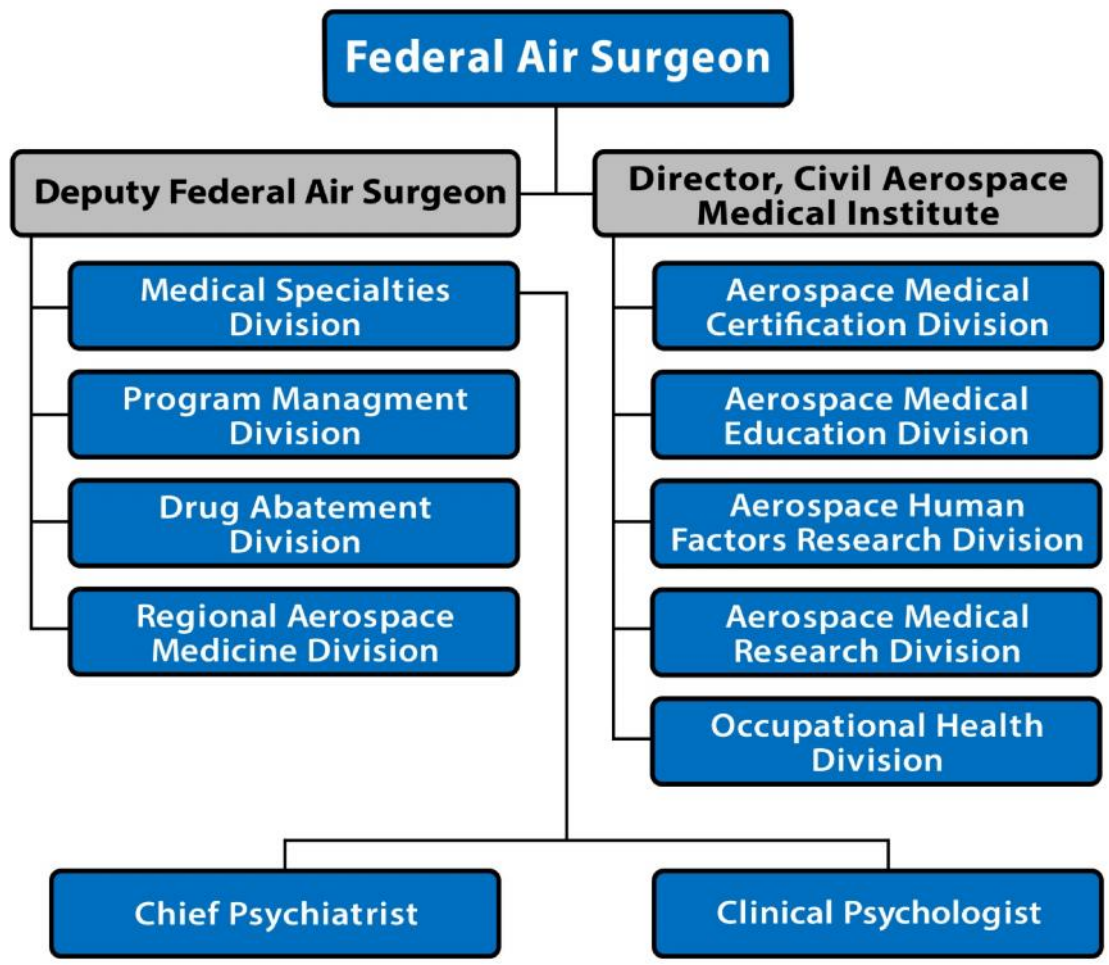 Federal Air Surgeon
Deputy Federal Air Surgeon
Director, Civil Aerospace
Medical Institute
Medical Specialties
Division
Program Managment
Division
Drug Abatement
Division
Regional Aerospace
Medicine Division
Aerospace Medical
Certification Division
Aerospace Medical
Education Division
Aerospace Human
Factors Research Division
Aerospace Medical
Research Division
Occupational Health
Division
Chief Psychiatrist
Clinical Psychologist